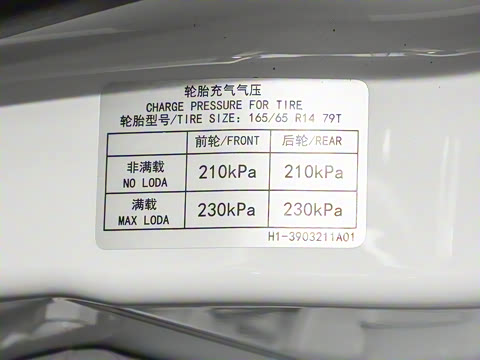 轮胎充气气压
CHARGE PRESSURE FOR TIRE
轮胎型号/TIRE SIZE: 165/65 R14 79T
前轮/FRONT 后轮/REAR
非满载 210kPa 210kPa
NO LODA
满载 230kPa 230kPa
MAX LODA
H1-3903211A01